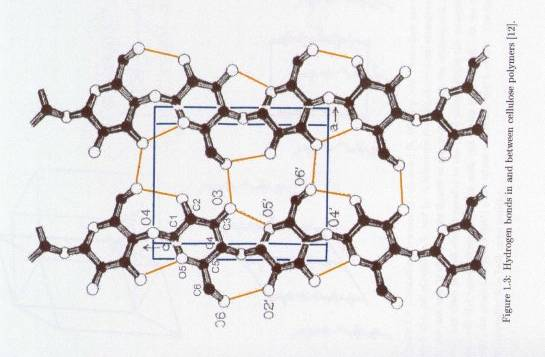 a
O6'
O4
C2
C1
O3
C3
O5'
O4'
C4
C5
O5
C6
O6
O2'
Figure 1.3: Hydrogen bonds in and between cellulose polymers [12].